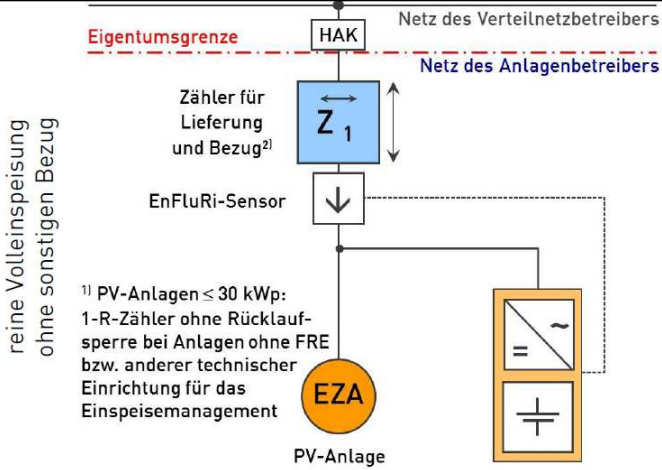 Netz des Verteilnetzbetreibers
Eigentumsgrenze
HAK
Netz des Anlagenbetreibers
reine Volleinspeisung
ohne sonstigen Bezug
Zähler für
Lieferung
und Bezug²⁾
Z 1
EnFluRi-Sensor
¹⁾ PV-Anlagen ≤ 30 kWp:
1-R-Zähler ohne Rücklauf-
sperre bei Anlagen ohne FRE
bzw. anderer technischer
Einrichtung für das
Einspeisemanagement
EZA
PV-Anlage
~
=